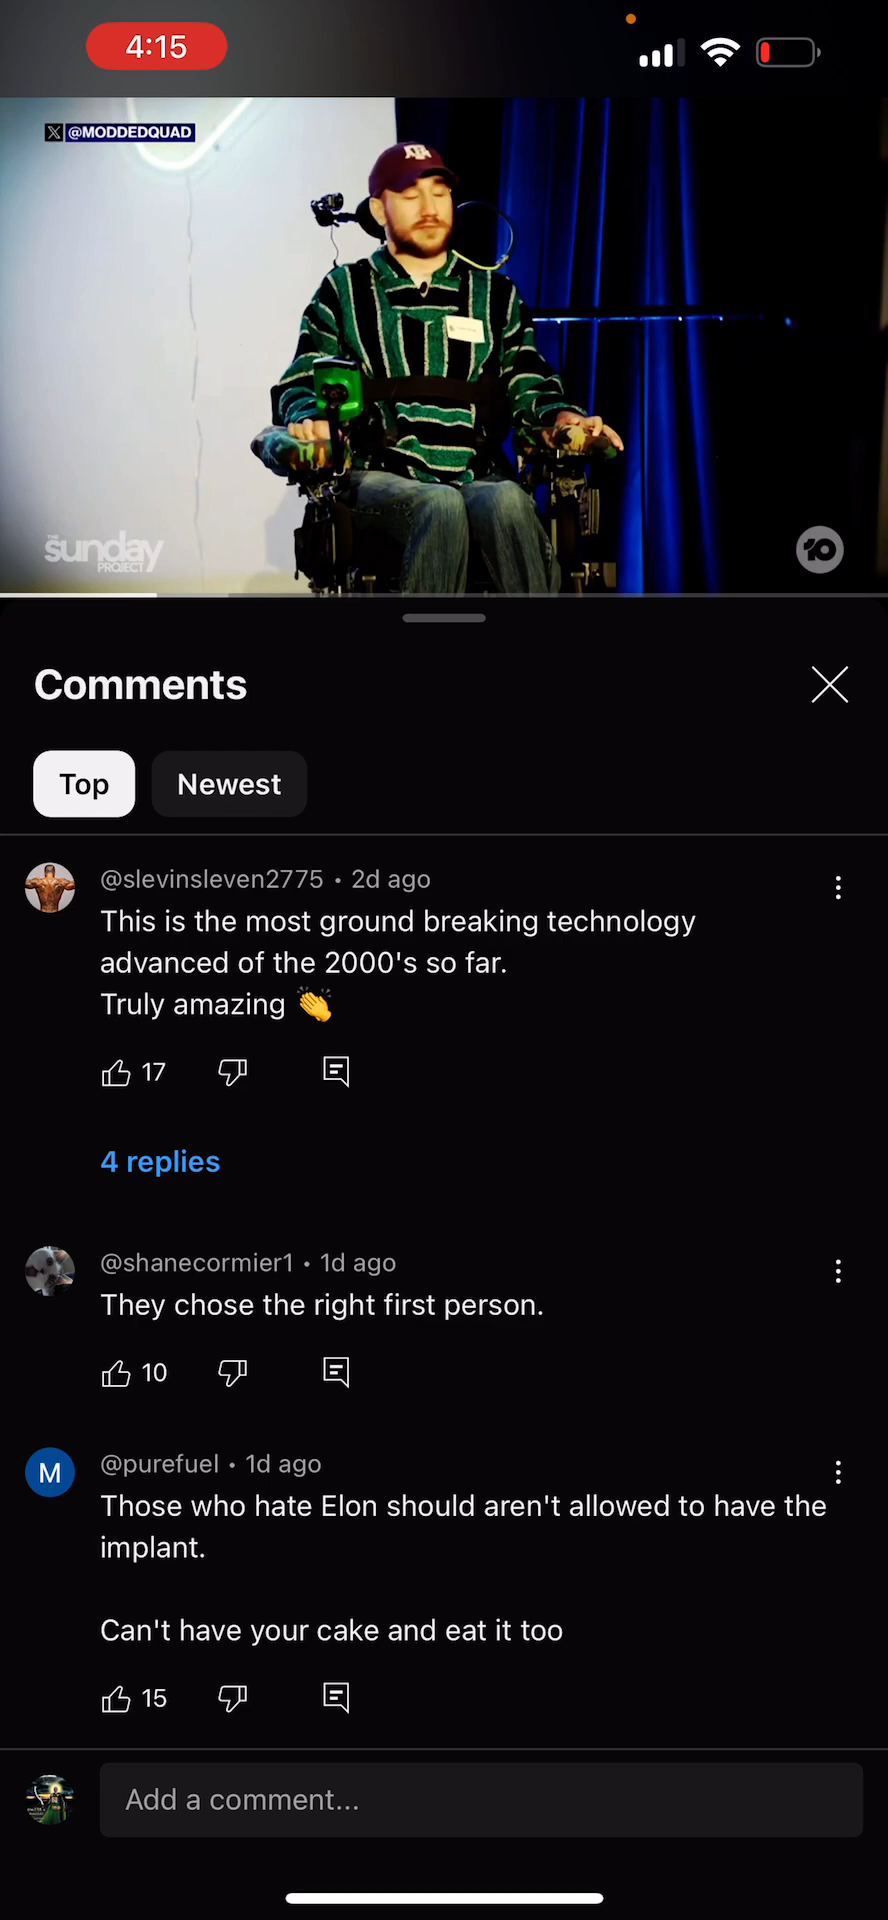 4:15
X @MODDEDQUAD
ATM
THE
sunday
PROJECT
10
Comments
Top
Newest
@slevinsleven2775 • 2d ago
This is the most ground breaking technology
advanced of the 2000's so far.
Truly amazing 👏
17
4 replies
@shanecormier1 • 1d ago
They chose the right first person.
10
M
@purefuel • 1d ago
Those who hate Elon should aren't allowed to have the
implant.
Can't have your cake and eat it too
15
Add a comment...